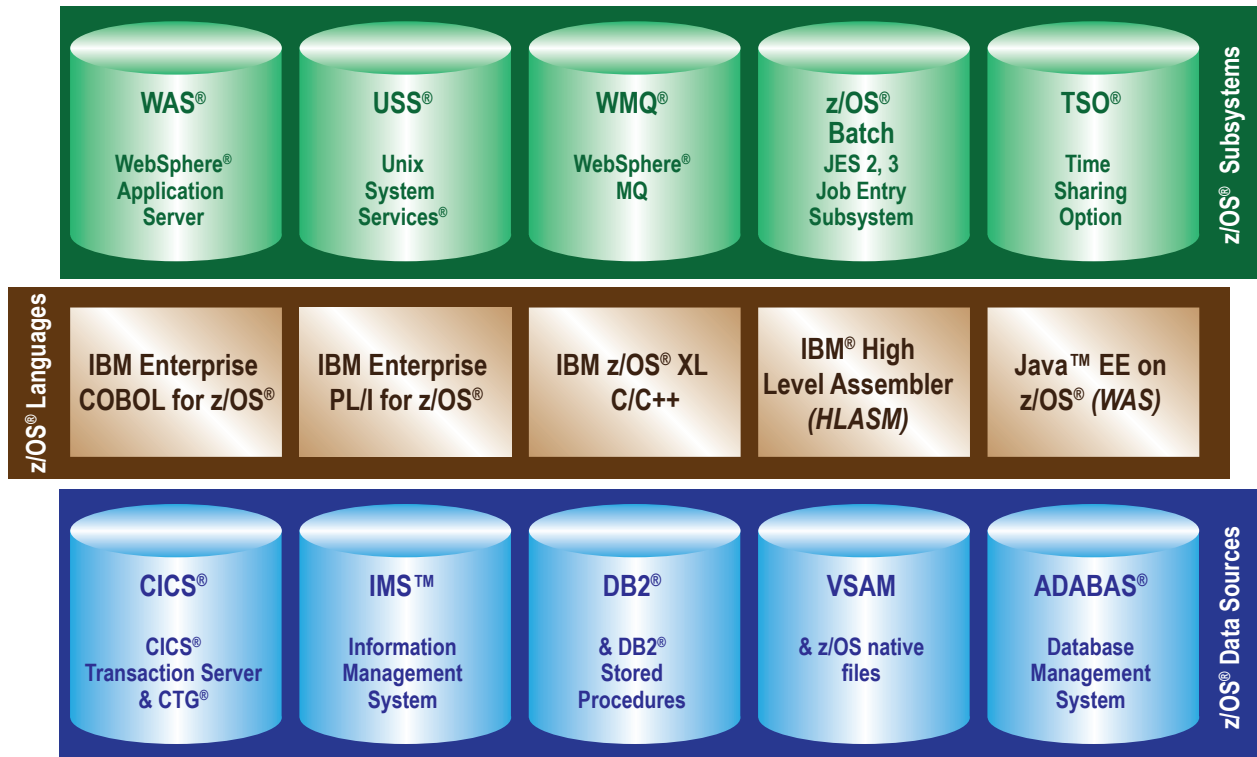 WAS®
WebSphere®
Application
Server
USS®
Unix
System
Services®
WMQ®
WebSphere®
MQ
z/OS®
Batch
JES 2, 3
Job Entry
Subsystem
TSO®
Time
Sharing
Option
z/OS® Subsystems
z/OS® Languages
IBM Enterprise
COBOL for z/OS®
IBM Enterprise
PL/I for z/OS®
IBM z/OS® XL
C/C++
IBM® High
Level Assembler
(HLASM)
Java™ EE on
z/OS® (WAS)
CICS®
CICS®
Transaction Server
& CTG®
IMS™
Information
Management
System
DB2®
& DB2®
Stored
Procedures
VSAM
& z/OS native
files
ADABAS®
Database
Management
System
z/OS® Data Sources